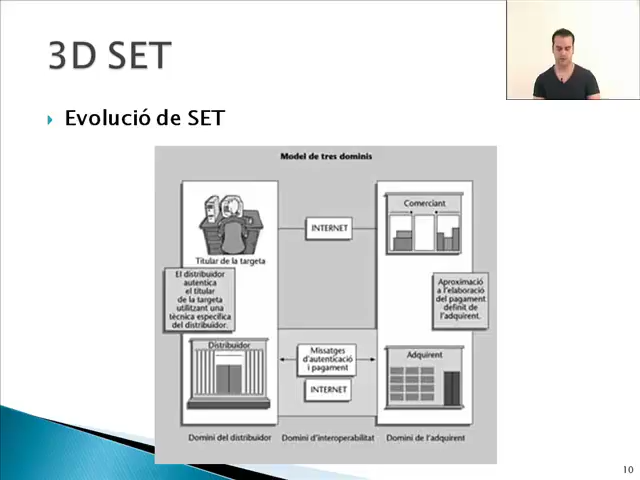 3D SET
Evolució de SET
Model de tres dominis
INTERNET
Comerciant
Titular de la targeta
El distribuïdor
autentica
el titular
de la targeta
utilitzant una
tècnica específica
del distribuïdor.
Aproximació
a l'elaboració
del pagament
definit de
l'adquirent.
Distribuïdor
Missatges
d'autenticació
i pagament
INTERNET
Adquirent
Domini del distribuïdor
Domini d'interoperabilitat
Domini de l'adquirent
10